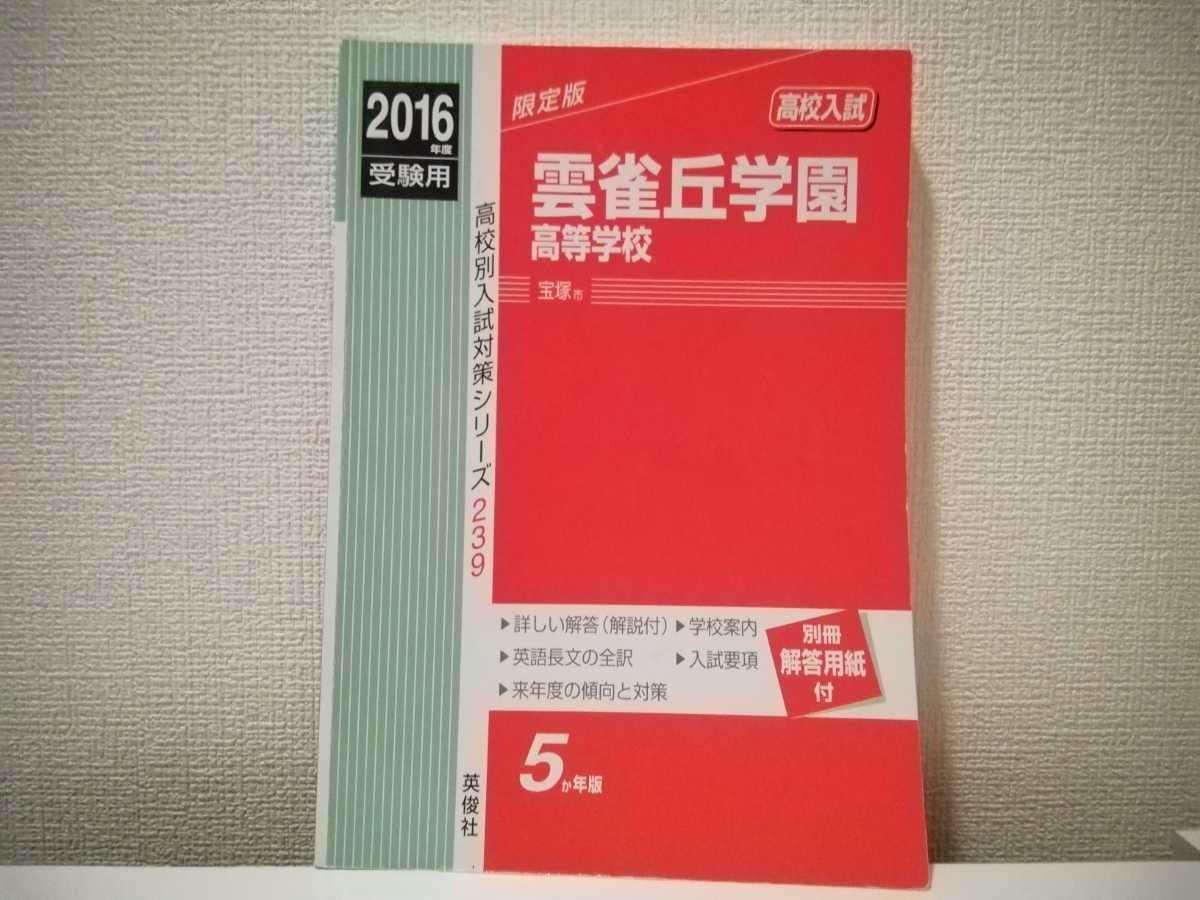 2016
年度
受験用
限定版
高校入試
雲雀丘学園
高等学校
宝塚市
高校別入試対策シリーズ239
▶詳しい解答(解説付)▶学校案内
▶英語長文の全訳 ▶入試要項
▶来年度の傾向と対策
別冊
解答用紙
付
5か年版
英俊社